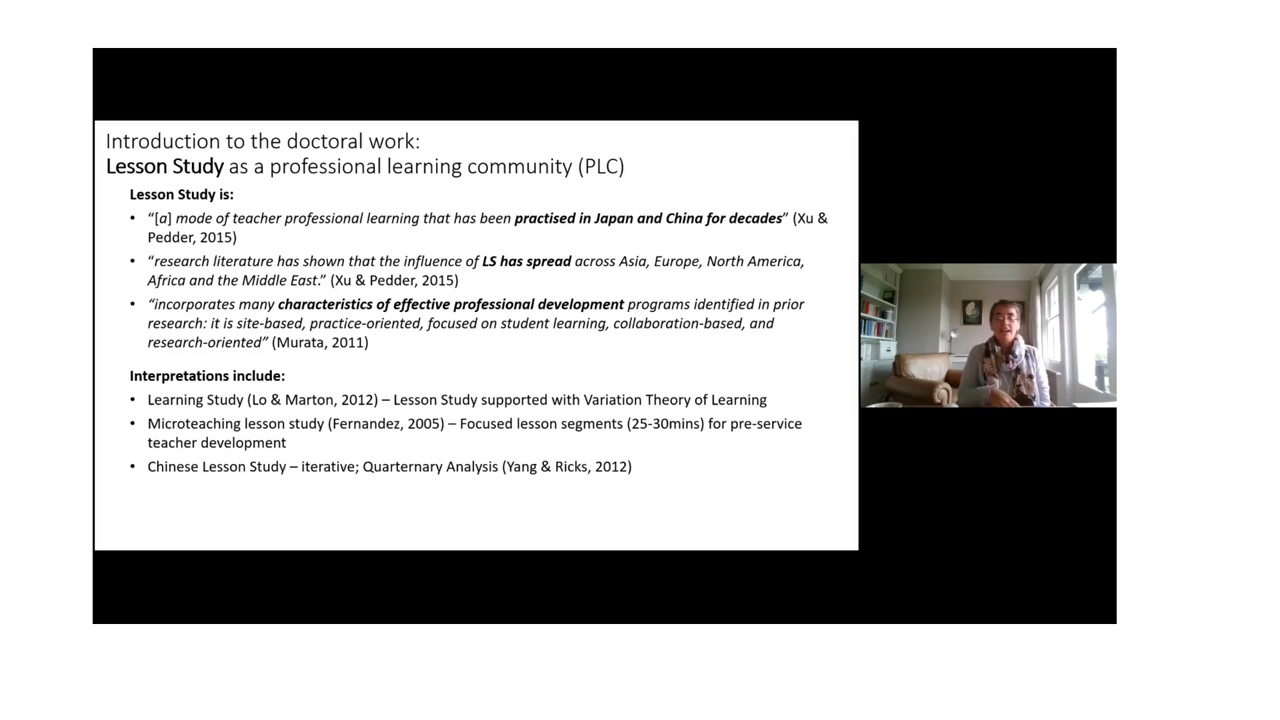 Introduction to the doctoral work:
Lesson Study as a professional learning community (PLC)
Lesson Study is:
• “[a] mode of teacher professional learning that has been practised in Japan and China for decades” (Xu &
Pedder, 2015)
• “research literature has shown that the influence of LS has spread across Asia, Europe, North America,
Africa and the Middle East.” (Xu & Pedder, 2015)
• “incorporates many characteristics of effective professional development programs identified in prior
research: it is site-based, practice-oriented, focused on student learning, collaboration-based, and
research-oriented” (Murata, 2011)
Interpretations include:
• Learning Study (Lo & Marton, 2012) – Lesson Study supported with Variation Theory of Learning
• Microteaching lesson study (Fernandez, 2005) – Focused lesson segments (25-30mins) for pre-service
teacher development
• Chinese Lesson Study – iterative; Quarternary Analysis (Yang & Ricks, 2012)